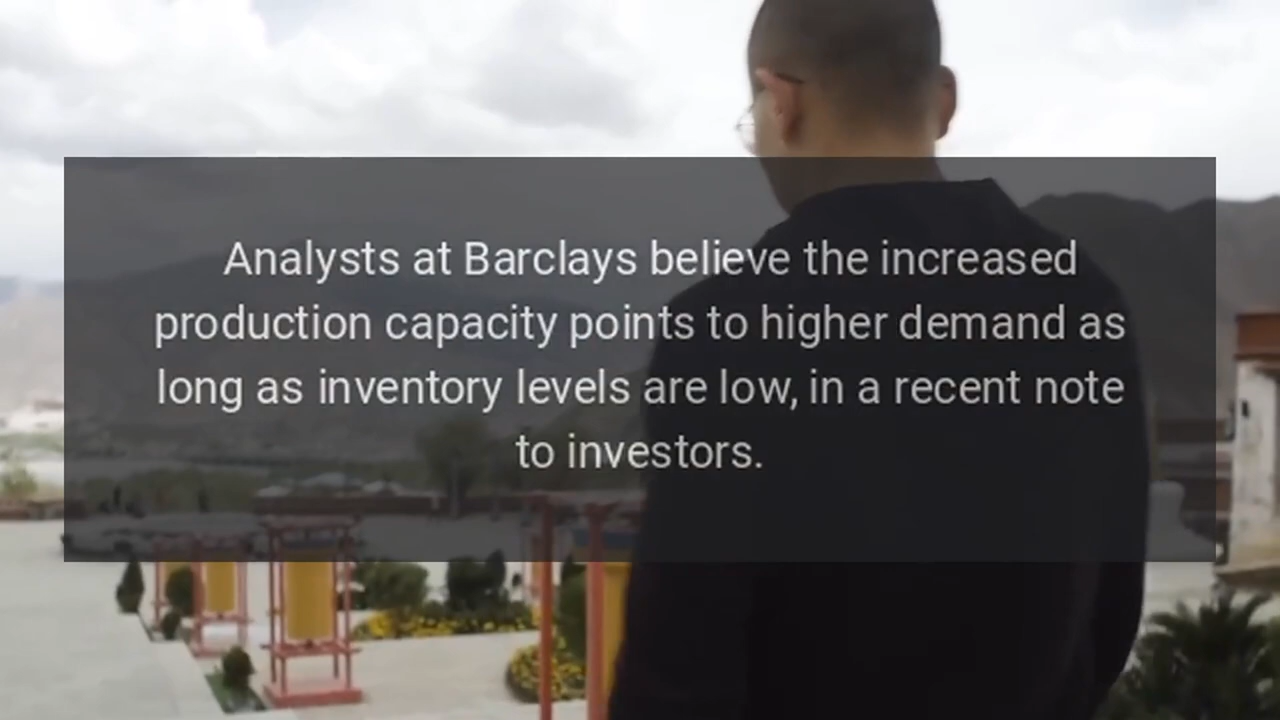 Analysts at Barclays believe the increased
production capacity points to higher demand as
long as inventory levels are low, in a recent note
to investors.